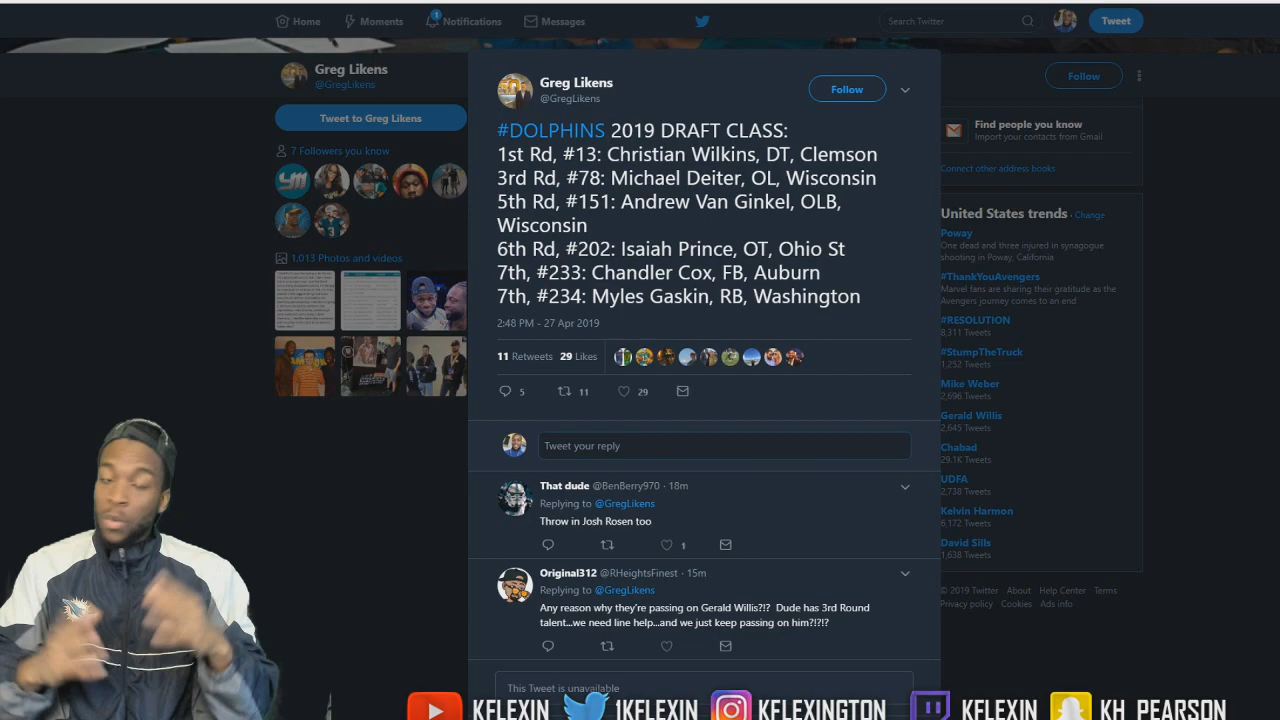 Home
Moments
1
Notifications
Messages
Search Twitter
Tweet
Greg Likens
@GregLikens
Tweet to Greg Likens
7 Followers you know
1,013 Photos and videos
Follow
Greg Likens
@GregLikens
Follow
#DOLPHINS 2019 DRAFT CLASS:
1st Rd, #13: Christian Wilkins, DT, Clemson
3rd Rd, #78: Michael Deiter, OL, Wisconsin
5th Rd, #151: Andrew Van Ginkel, OLB,
Wisconsin
6th Rd, #202: Isaiah Prince, OT, Ohio St
7th, #233: Chandler Cox, FB, Auburn
7th, #234: Myles Gaskin, RB, Washington
2:48 PM - 27 Apr 2019
11 Retweets 29 Likes
5 11 29
Tweet your reply
That dude @BenBerry970 · 18m
Replying to @GregLikens
Throw in Josh Rosen too
1
Original312 @RHeightsFinest · 15m
Replying to @GregLikens
Any reason why they're passing on Gerald Willis?!? Dude has 3rd Round
talent...we need line help...and we just keep passing on him?!?!?
This Tweet is unavailable
Find people you know
Import your contacts from Gmail
Connect other address books
United States trends · Change
Poway
One dead and three injured in synagogue
shooting in Poway, California
#ThankYouAvengers
Marvel fans are sharing their gratitude as the
Avengers journey comes to an end
#RESOLUTION
8,311 Tweets
#StumpTheTruck
1,252 Tweets
Mike Weber
2,696 Tweets
Gerald Willis
2,645 Tweets
Chabad
29.1K Tweets
UDFA
2,738 Tweets
Kelvin Harmon
6,172 Tweets
David Sills
1,638 Tweets
© 2019 Twitter About Help Center Terms
Privacy policy Cookies Ads info
KFLEXIN 1KFLEXIN KFLEXINGTON KFLEXIN KH_PEARSON